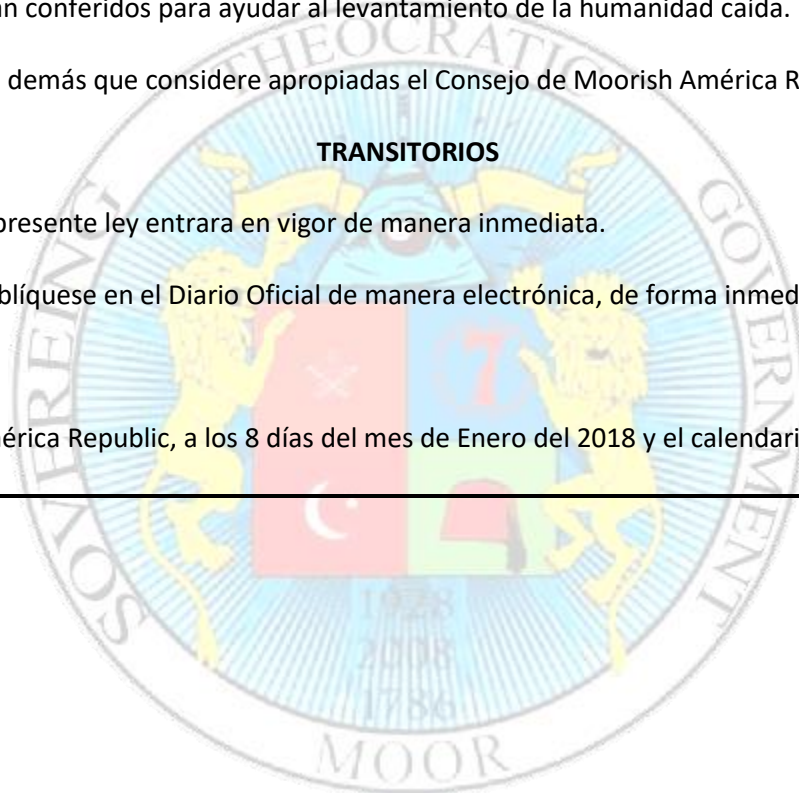 an conferidos para ayudar al levantamiento de la humanidad caída.
demás que considere apropiadas el Consejo de Moorish América R
TRANSITORIOS
presente ley entrara en vigor de manera inmediata.
blíquese en el Diario Oficial de manera electrónica, de forma inmed
érica Republic, a los 8 días del mes de Enero del 2018 y el calendari
THEOCRATIC
GOVERNMENT
SOVEREING
MOOR
7
1928
2008
1786